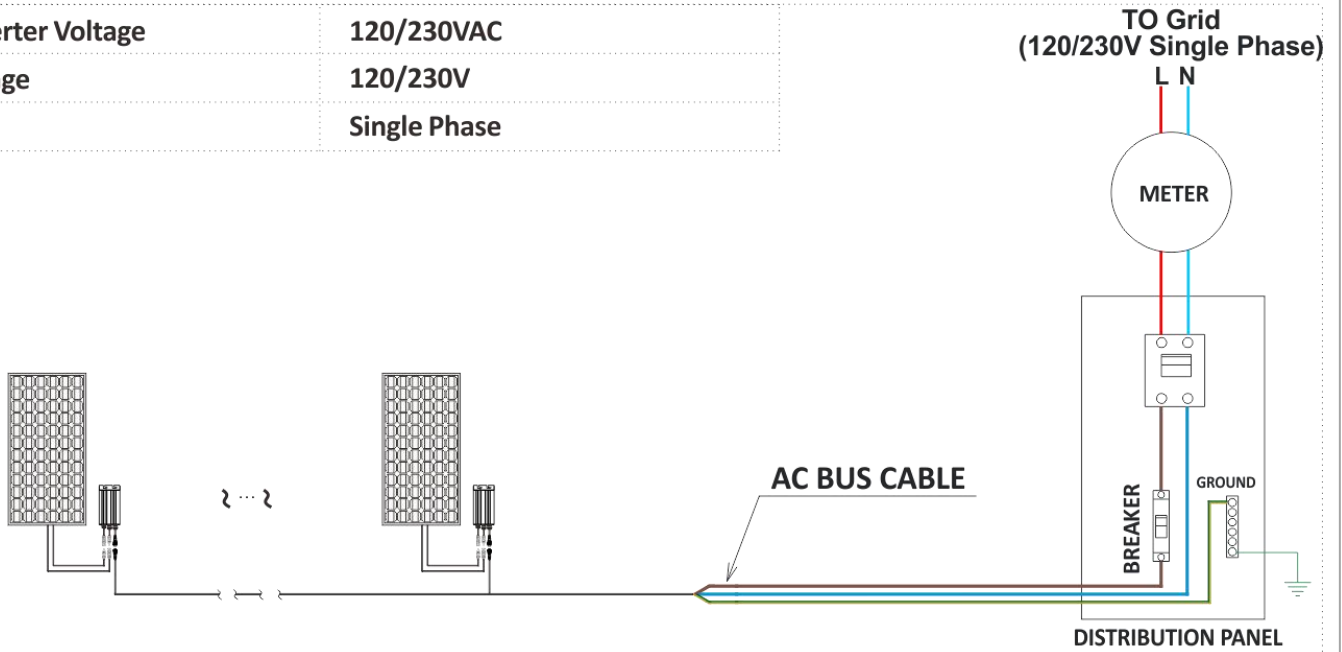 erter Voltage 120/230VAC
ge 120/230V
Single Phase
TO Grid
(120/230V Single Phase)
L N
METER
AC BUS CABLE
BREAKER
GROUND
DISTRIBUTION PANEL